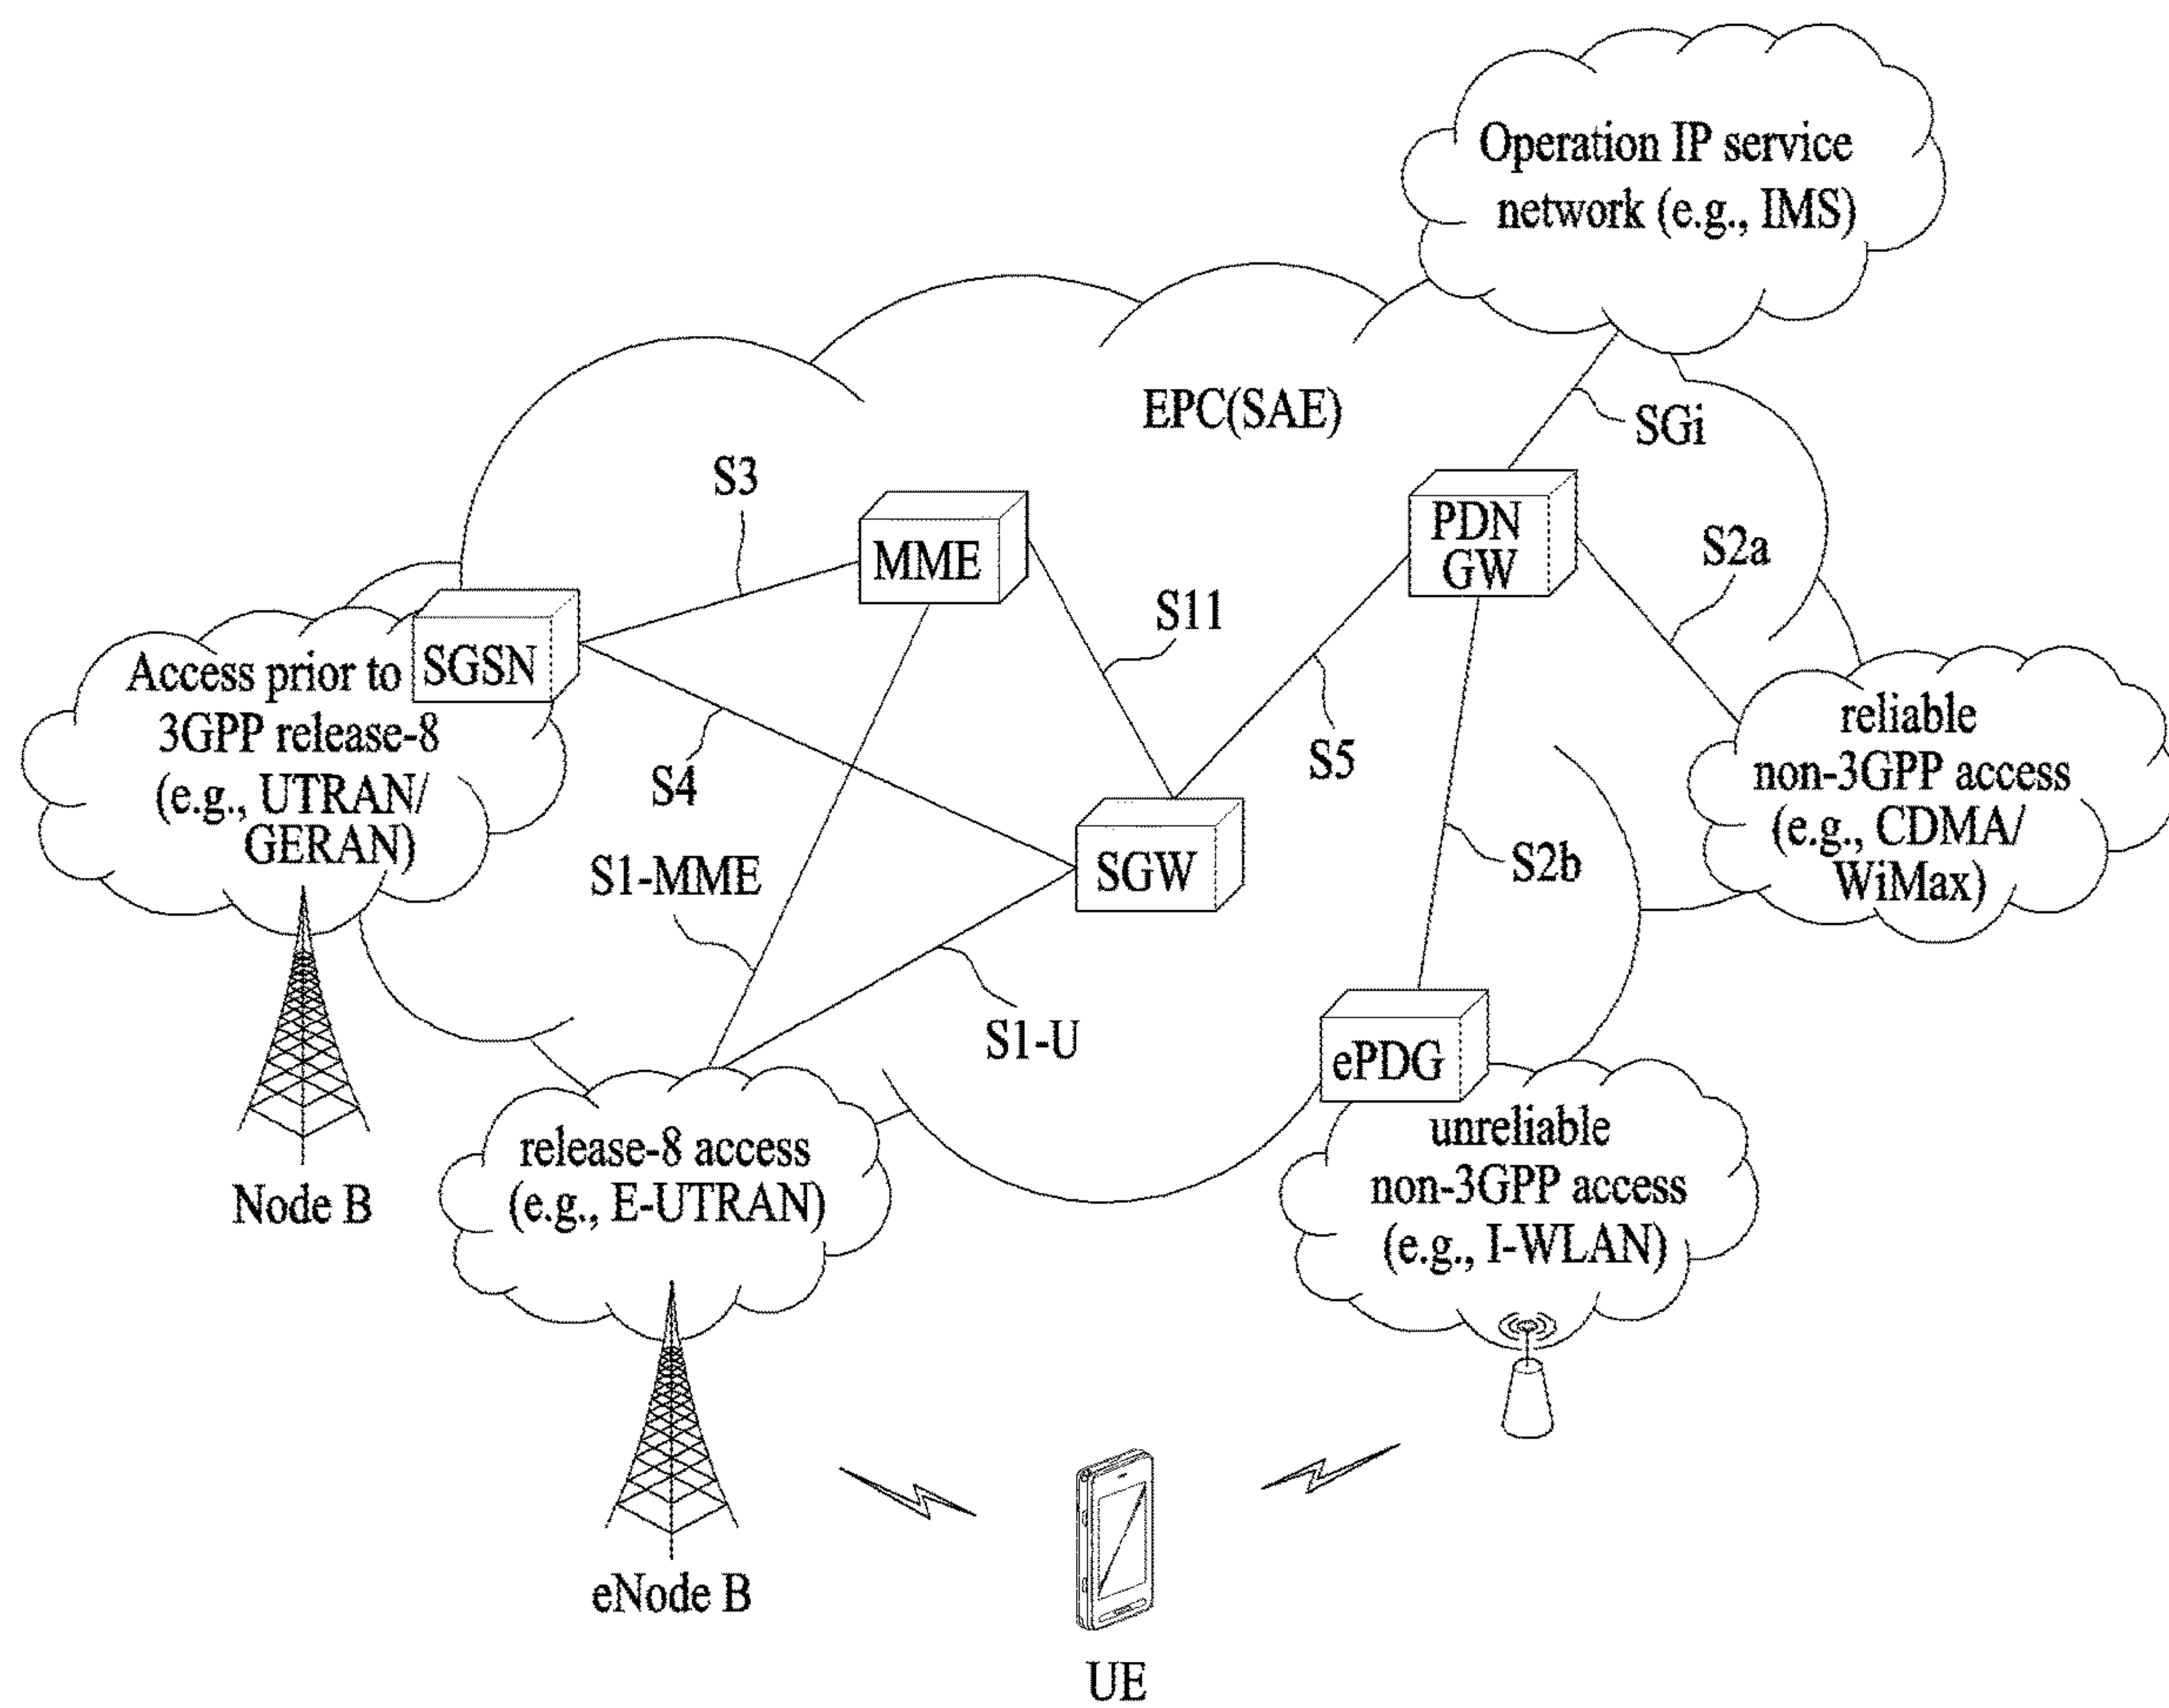 Operation IP service
network (e.g., IMS)
EPC(SAE)
SGi
S3
MME
PDN
GW
S2a
S11
SGSN
Access prior to
3GPP release-8
(e.g., UTRAN/
GERAN)
S4
S5
reliable
non-3GPP access
(e.g., CDMA/
WiMax)
S1-MME
SGW
S2b
S1-U
ePDG
unreliable
non-3GPP access
(e.g., I-WLAN)
release-8 access
(e.g., E-UTRAN)
Node B
eNode B
UE